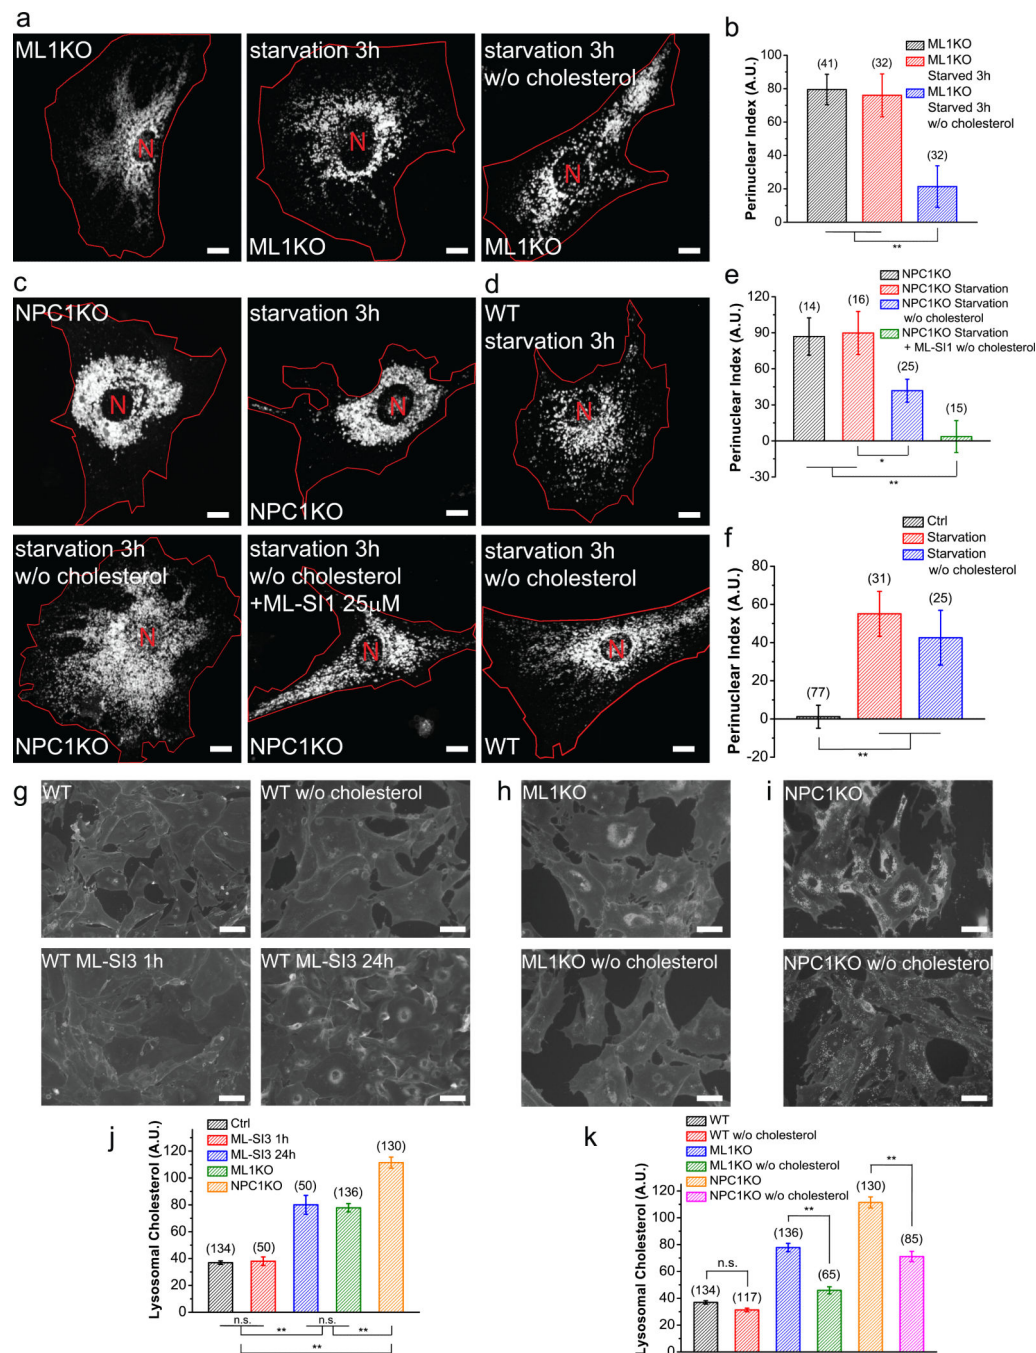 a
ML1KO
N
starvation 3h
N
ML1KO
starvation 3h
w/o cholesterol
N
ML1KO
b
ML1KO
ML1KO
Starved 3h
ML1KO
Starved 3h
w/o cholesterol
Perinuclear Index (A.U.)
100
80
60
40
20
0
(41)
(32)
(32)
**
c
NPC1KO
N
starvation 3h
N
NPC1KO
d
WT
starvation 3h
N
starvation 3h
w/o cholesterol
N
NPC1KO
starvation 3h
w/o cholesterol
+ML-SI1 25µM
N
NPC1KO
starvation 3h
w/o cholesterol
N
WT
e
NPC1KO
NPC1KO Starvation
NPC1KO Starvation
w/o cholesterol
NPC1KO Starvation
+ ML-SI1 w/o cholesterol
Perinuclear Index (A.U.)
120
90
60
30
0
-30
(14)
(16)
(25)
(15)
*
**
f
Ctrl
Starvation
Starvation
w/o cholesterol
Perinuclear Index (A.U.)
80
60
40
20
0
-20
(77)
(31)
(25)
**
g
WT
WT w/o cholesterol
WT ML-SI3 1h
WT ML-SI3 24h
h
ML1KO
ML1KO w/o cholesterol
i
NPC1KO
NPC1KO w/o cholesterol
j
Ctrl
ML-SI3 1h
ML-SI3 24h
ML1KO
NPC1KO
Lysosomal Cholesterol (A.U.)
120
100
80
60
40
20
0
(134)
(50)
(50)
(136)
(130)
n.s.
**
n.s.
**
**
k
WT
WT w/o cholesterol
ML1KO
ML1KO w/o cholesterol
NPC1KO
NPC1KO w/o cholesterol
Lysosomal Cholesterol (A.U.)
120
100
80
60
40
20
0
(134)
(117)
(136)
(65)
(130)
(85)
n.s.
**
**